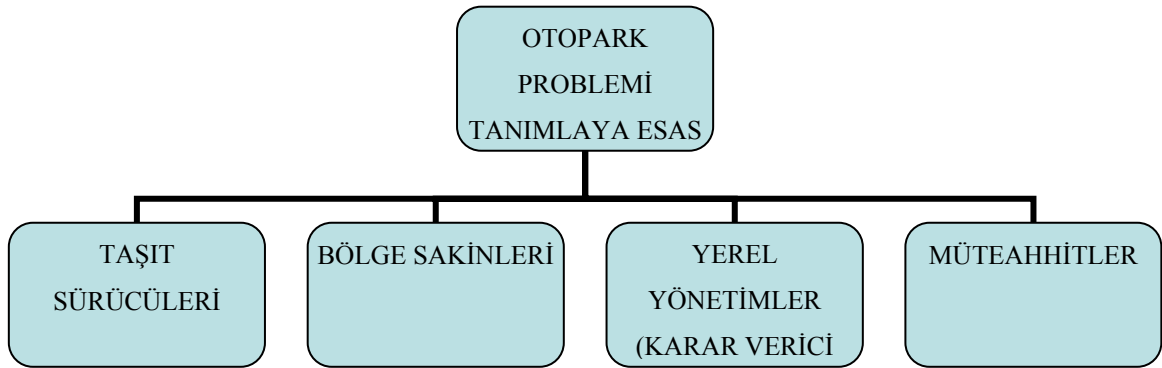 OTOPARK
PROBLEMİ
TANIMLAYA ESAS
TAŞIT
SÜRÜCÜLERİ
BÖLGE SAKİNLERİ
YEREL
YÖNETİMLER
(KARAR VERİCİ
MÜTEAHHİTLER